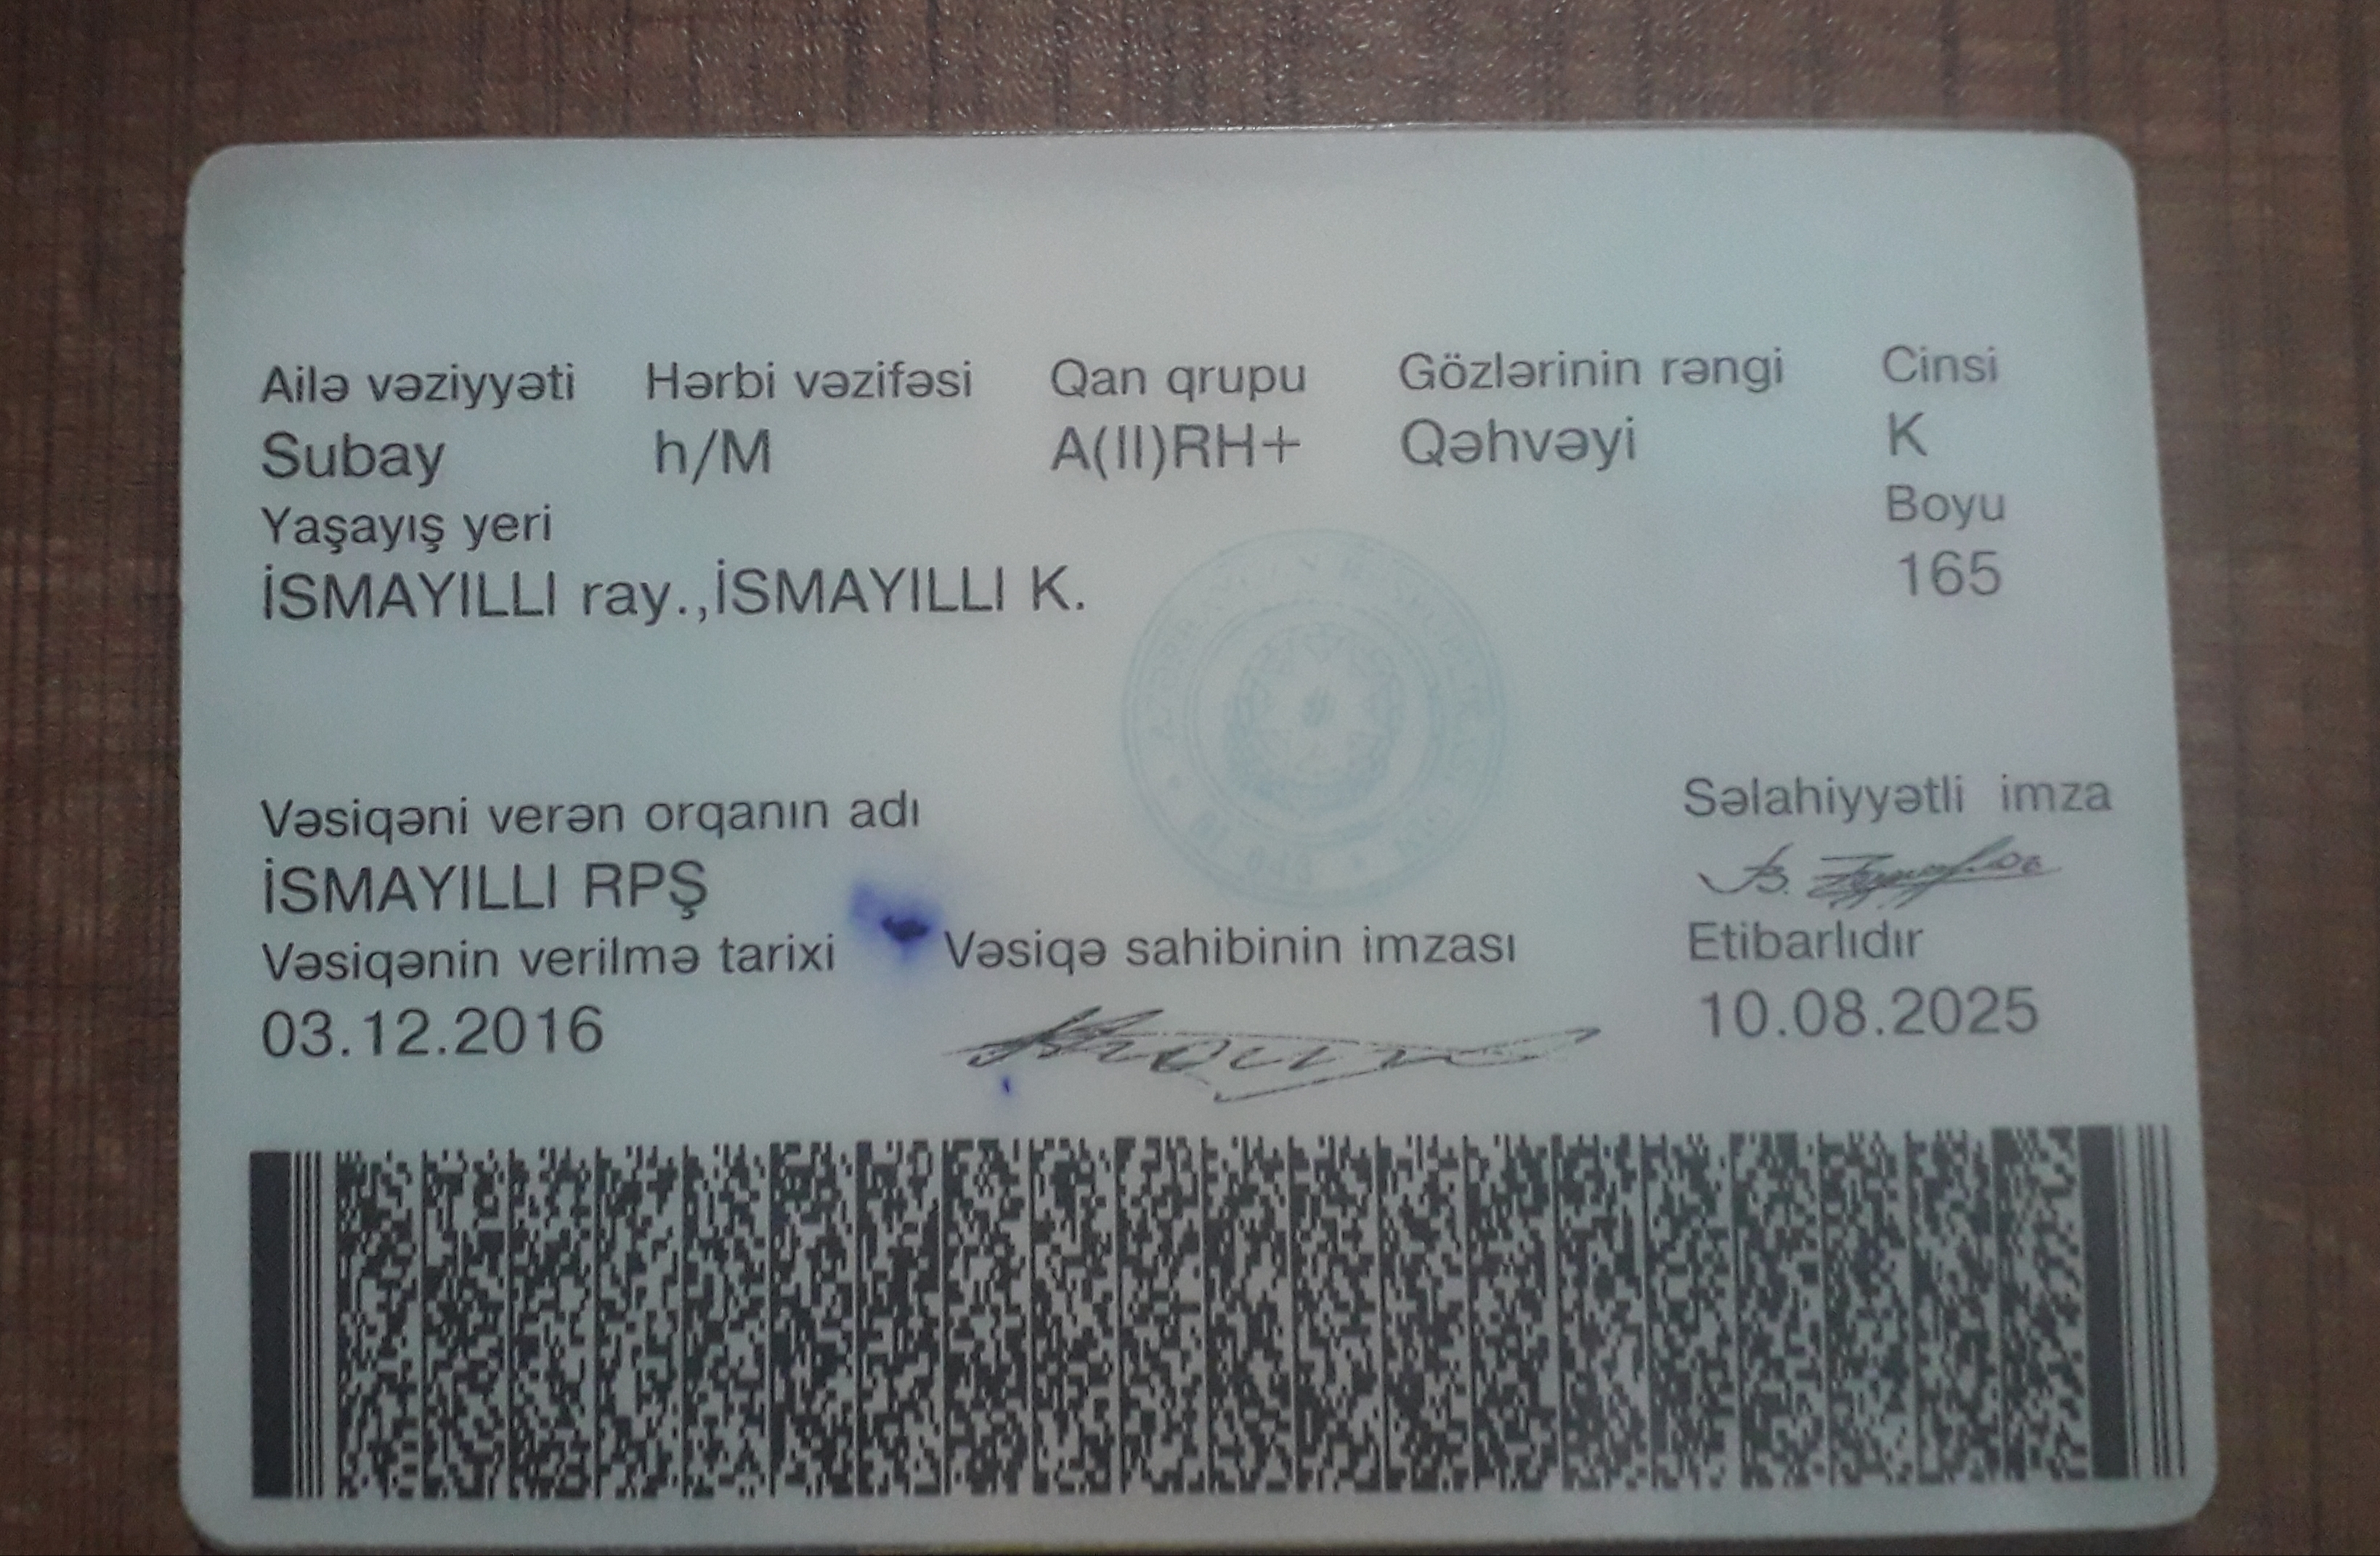 Ailə vəziyyəti Hərbi vəzifəsi Qan qrupu Gözlərinin rəngi Cinsi
Subay h/M A(II)RH+ Qəhvəyi K
Yaşayış yeri Boyu
İSMAYILLI ray.,İSMAYILLI K. 165
Vəsiqəni verən orqanın adı Səlahiyyətli imza
İSMAYILLI RPŞ
Vəsiqənin verilmə tarixi Vəsiqə sahibinin imzası Etibarlıdır
03.12.2016 10.08.2025